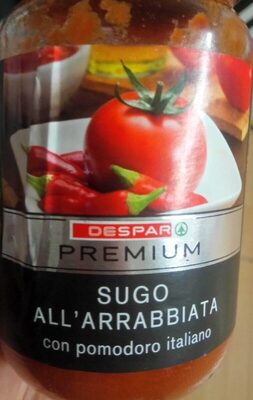 DESPAR
PREMIUM
SUGO
ALL'ARRABBIATA
con pomodoro italiano